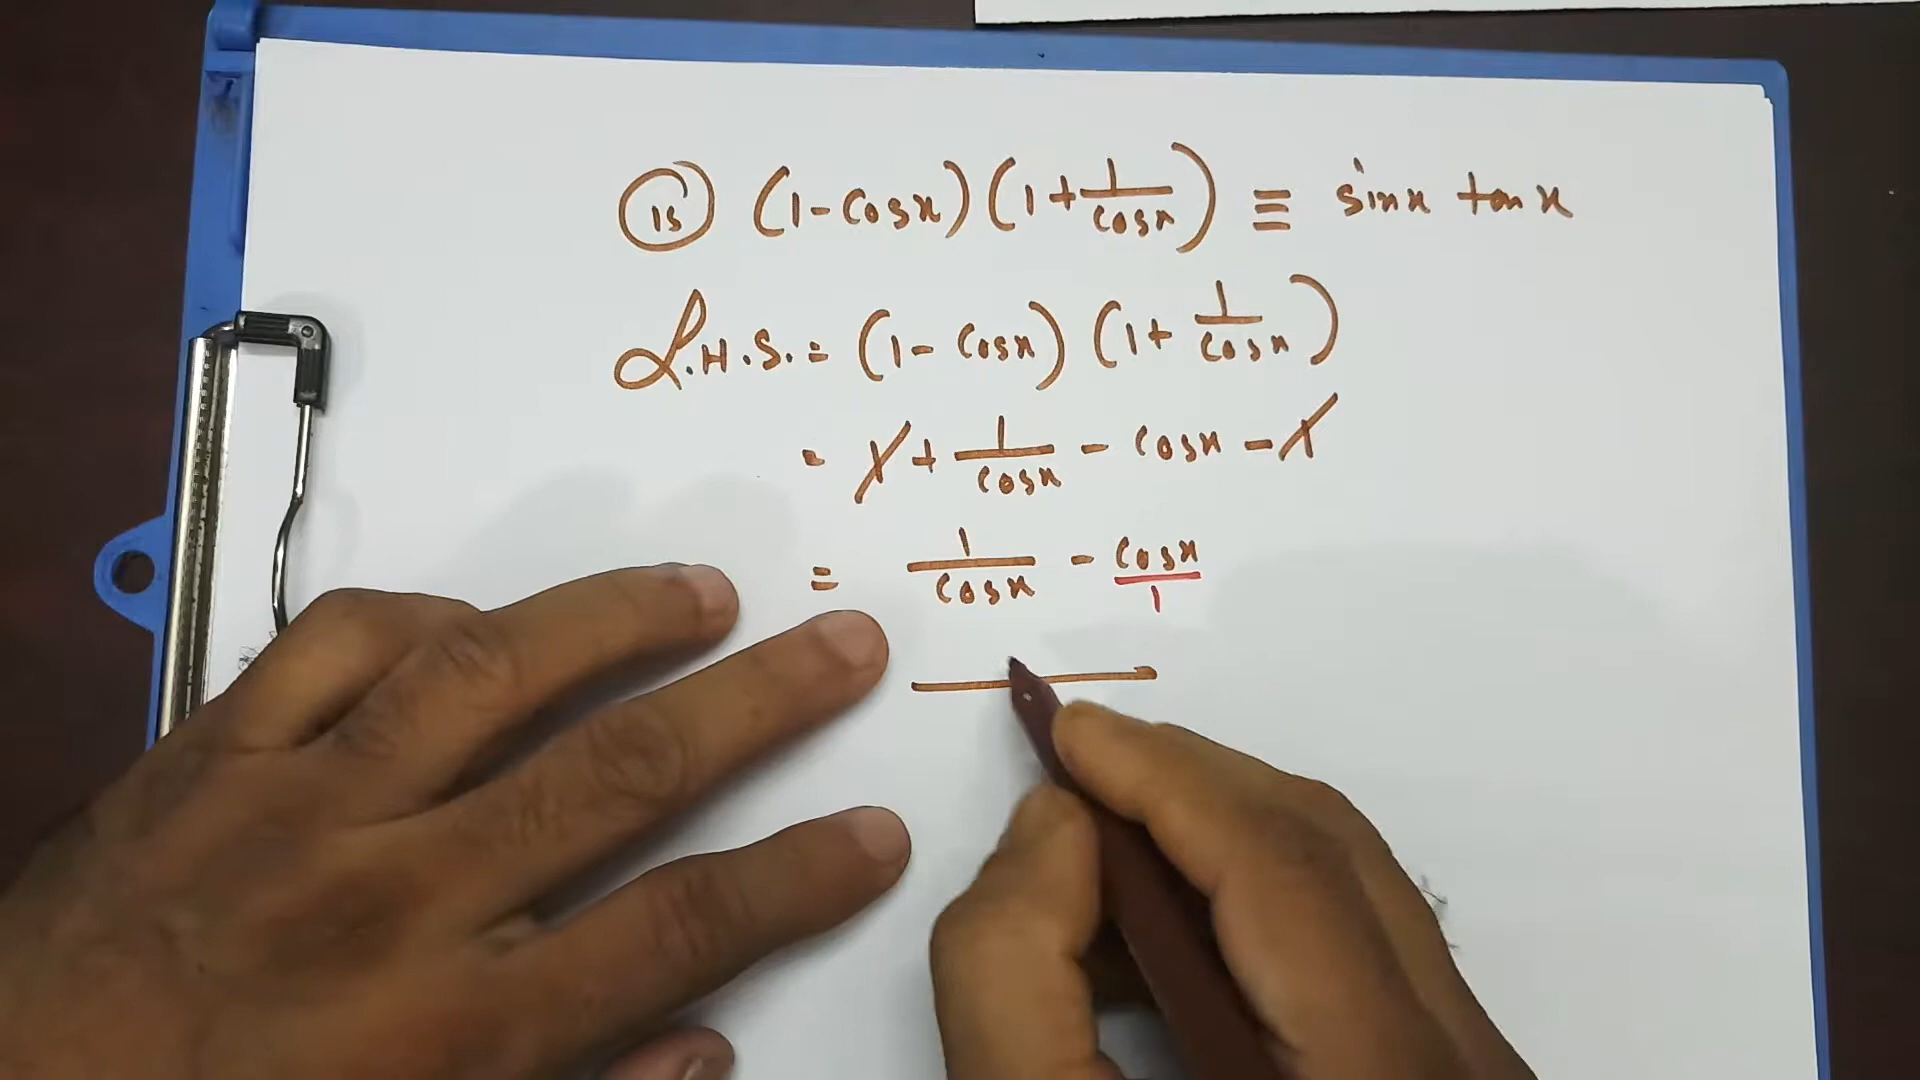 15 (1-cosx)(1+1/cosx) ≡ sinx tanx
L.H.S. = (1- cosx) (1+ 1/cosx)
= 1 + 1/cosx - cosx - 1
= 1/cosx - cosx/1